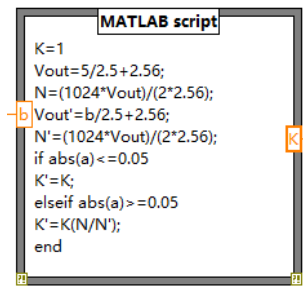 MATLAB script
K=1
Vout=5/2.5+2.56;
N=(1024*Vout)/(2*2.56);
b
Vout'=b/2.5+2.56;
N'=(1024*Vout)/(2*2.56);
K
if abs(a)<=0.05
K'=K;
elseif abs(a)>=0.05
K'=K(N/N');
end